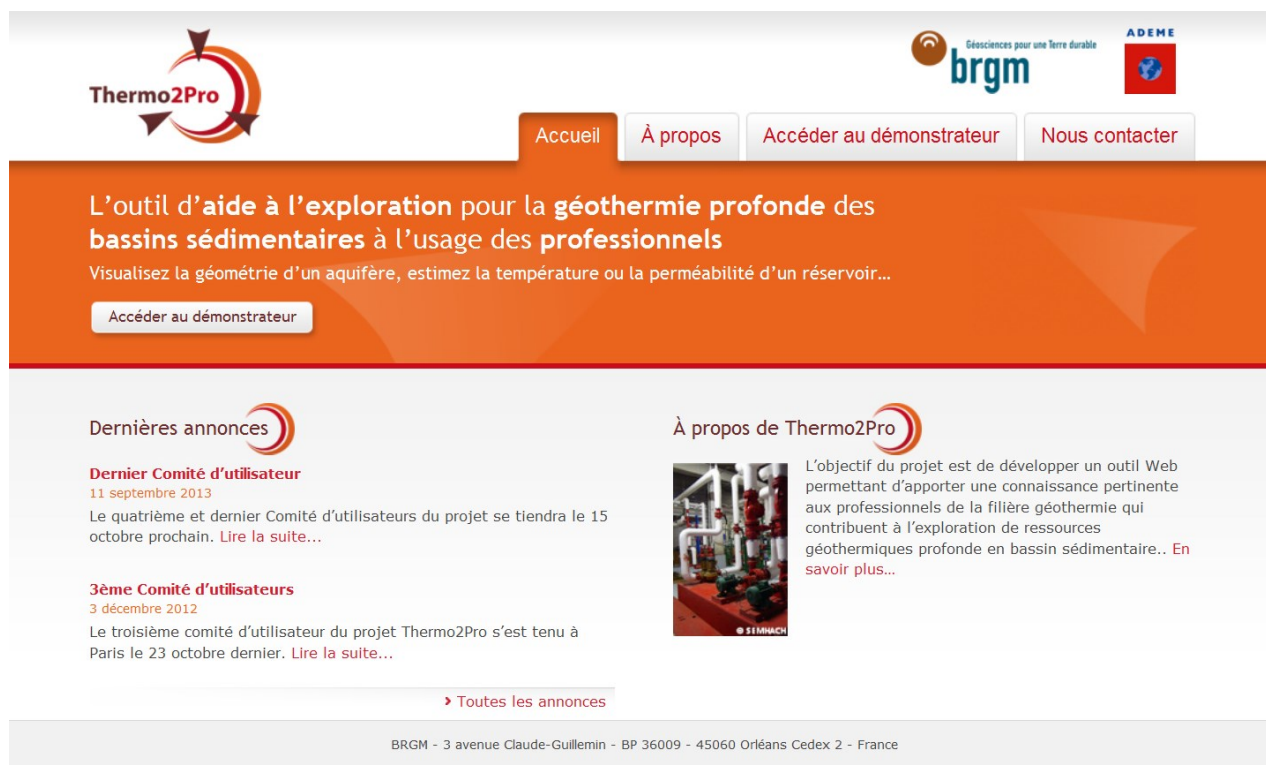 Thermo2Pro
Géosciences pour une Terre durable
brgm
ADEME
Accueil
À propos
Accéder au démonstrateur
Nous contacter
L'outil d'aide à l'exploration pour la géothermie profonde des
bassins sédimentaires à l'usage des professionnels
Visualisez la géométrie d'un aquifère, estimez la température ou la perméabilité d'un réservoir...
Accéder au démonstrateur
Dernières annonces
Dernier Comité d'utilisateur
11 septembre 2013
Le quatrième et dernier Comité d'utilisateurs du projet se tiendra le 15
octobre prochain. Lire la suite...
3ème Comité d'utilisateurs
3 décembre 2012
Le troisième comité d'utilisateur du projet Thermo2Pro s'est tenu à
Paris le 23 octobre dernier. Lire la suite...
Toutes les annonces
À propos de Thermo2Pro
L'objectif du projet est de développer un outil Web
permettant d'apporter une connaissance pertinente
aux professionnels de la filière géothermie qui
contribuent à l'exploration de ressources
géothermiques profonde en bassin sédimentaire.. En
savoir plus...
© SIMHACH
BRGM - 3 avenue Claude-Guillemin - BP 36009 - 45060 Orléans Cedex 2 - France